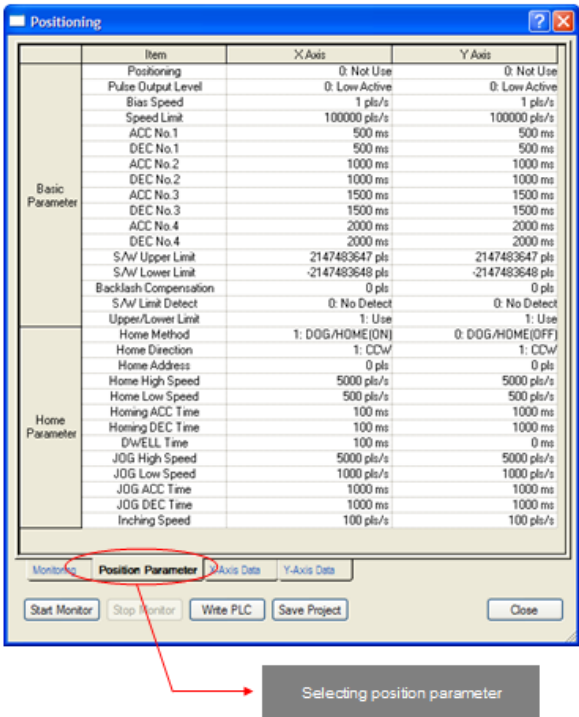 Positioning
Item X Axis Y Axis
Positioning 0: Not Use 0: Not Use
Pulse Output Level 0: Low Active 0: Low Active
Bias Speed 1 pls/s 1 pls/s
Speed Limit 100000 pls/s 100000 pls/s
ACC No.1 500 ms 500 ms
DEC No.1 500 ms 500 ms
ACC No.2 1000 ms 1000 ms
DEC No.2 1000 ms 1000 ms
Basic Parameter
ACC No.3 1500 ms 1500 ms
DEC No.3 1500 ms 1500 ms
ACC No.4 2000 ms 2000 ms
DEC No.4 2000 ms 2000 ms
S/W Upper Limit 2147483647 pls 2147483647 pls
S/W Lower Limit -2147483648 pls -2147483648 pls
Backlash Compensation 0 pls 0 pls
S/W Limit Detect 0: No Detect 0: No Detect
Upper/Lower Limit 1: Use 1: Use
Home Method 1: DOG/HOME(ON) 0: DOG/HOME(OFF)
Home Direction 1: CCW 1: CCW
Home Address 0 pls 0 pls
Home High Speed 5000 pls/s 5000 pls/s
Home Low Speed 500 pls/s 500 pls/s
Homing ACC Time 100 ms 1000 ms
Home Parameter
Homing DEC Time 100 ms 1000 ms
DWELL Time 100 ms 0 ms
JOG High Speed 5000 pls/s 5000 pls/s
JOG Low Speed 1000 pls/s 1000 pls/s
JOG ACC Time 1000 ms 1000 ms
JOG DEC Time 1000 ms 1000 ms
Inching Speed 100 pls/s 100 pls/s
Monitoring Position Parameter X-Axis Data Y-Axis Data
Start Monitor Stop Monitor Write PLC Save Project Close
Selecting position parameter